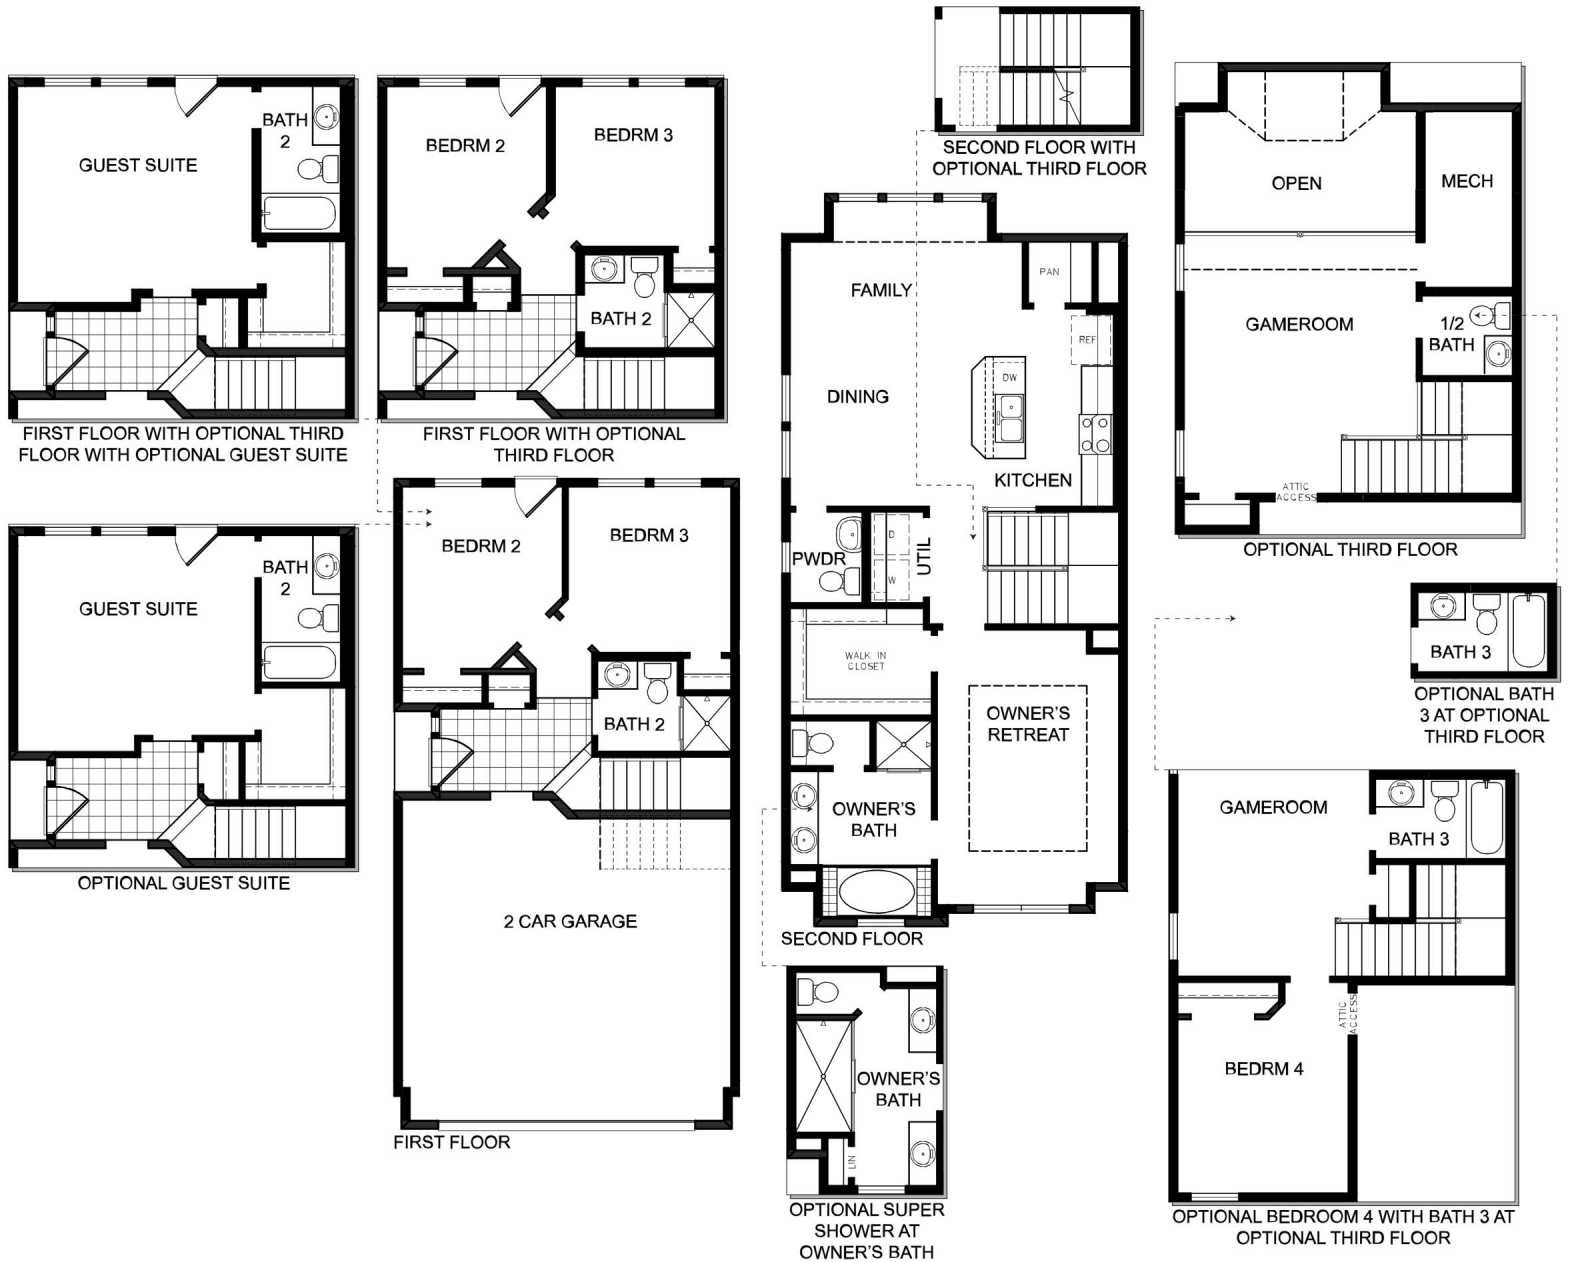 SECOND FLOOR WITH
OPTIONAL THIRD FLOOR
GUEST SUITE
BATH
2
FIRST FLOOR WITH OPTIONAL THIRD
FLOOR WITH OPTIONAL GUEST SUITE
BEDRM 2
BEDRM 3
BATH 2
FIRST FLOOR WITH OPTIONAL
THIRD FLOOR
GUEST SUITE
BATH
2
OPTIONAL GUEST SUITE
BEDRM 2
BEDRM 3
BATH 2
2 CAR GARAGE
FIRST FLOOR
FAMILY
PAN
REF
DW
DINING
KITCHEN
PWDR
D
W
UTIL
WALK IN
CLOSET
OWNER'S
RETREAT
OWNER'S
BATH
SECOND FLOOR
OWNER'S
BATH
LIN
OPTIONAL SUPER
SHOWER AT
OWNER'S BATH
OPEN
MECH
GAMEROOM
1/2
BATH
ATTIC
ACCESS
OPTIONAL THIRD FLOOR
BATH 3
OPTIONAL BATH
3 AT OPTIONAL
THIRD FLOOR
GAMEROOM
BATH 3
ATTIC
ACCESS
BEDRM 4
OPTIONAL BEDROOM 4 WITH BATH 3 AT
OPTIONAL THIRD FLOOR